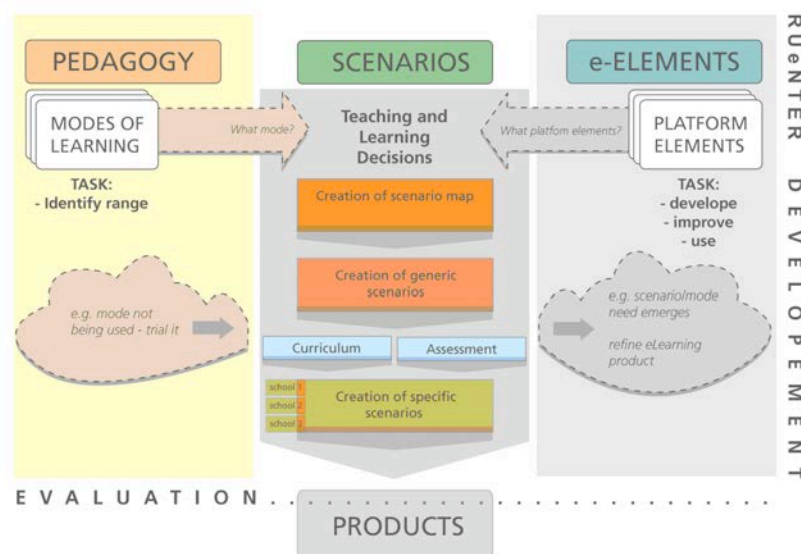 PEDAGOGY
SCENARIOS
e-ELEMENTS
MODES OF
LEARNING
What mode?
Teaching and
Learning
Decisions
What platfom elements?
PLATFORM
ELEMENTS
TASK:
- Identify range
TASK:
- develope
- improve
- use
Creation of scenario map
Creation of generic
scenarios
e.g. mode not
being used - trial it
e.g. scenario/mode
need emerges
refine eLearning
product
Curriculum
Assessment
school 1
school 2
school 3
Creation of specific
scenarios
EVALUATION
PRODUCTS
RUeNTER DEVELOPEMENT